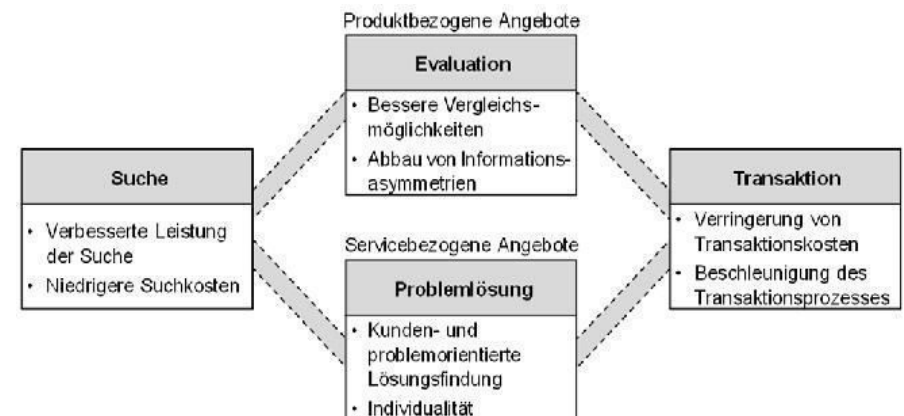 Produktbezogene Angebote
Evaluation
• Bessere Vergleichs-
möglichkeiten
• Abbau von Informations-
asymmetrien
Suche
• Verbesserte Leistung
der Suche
• Niedrigere Suchkosten
Servicebezogene Angebote
Problemlösung
• Kunden- und
problemorientierte
Lösungsfindung
• Individualität
Transaktion
• Verringerung von
Transaktionskosten
• Beschleunigung des
Transaktionsprozesses